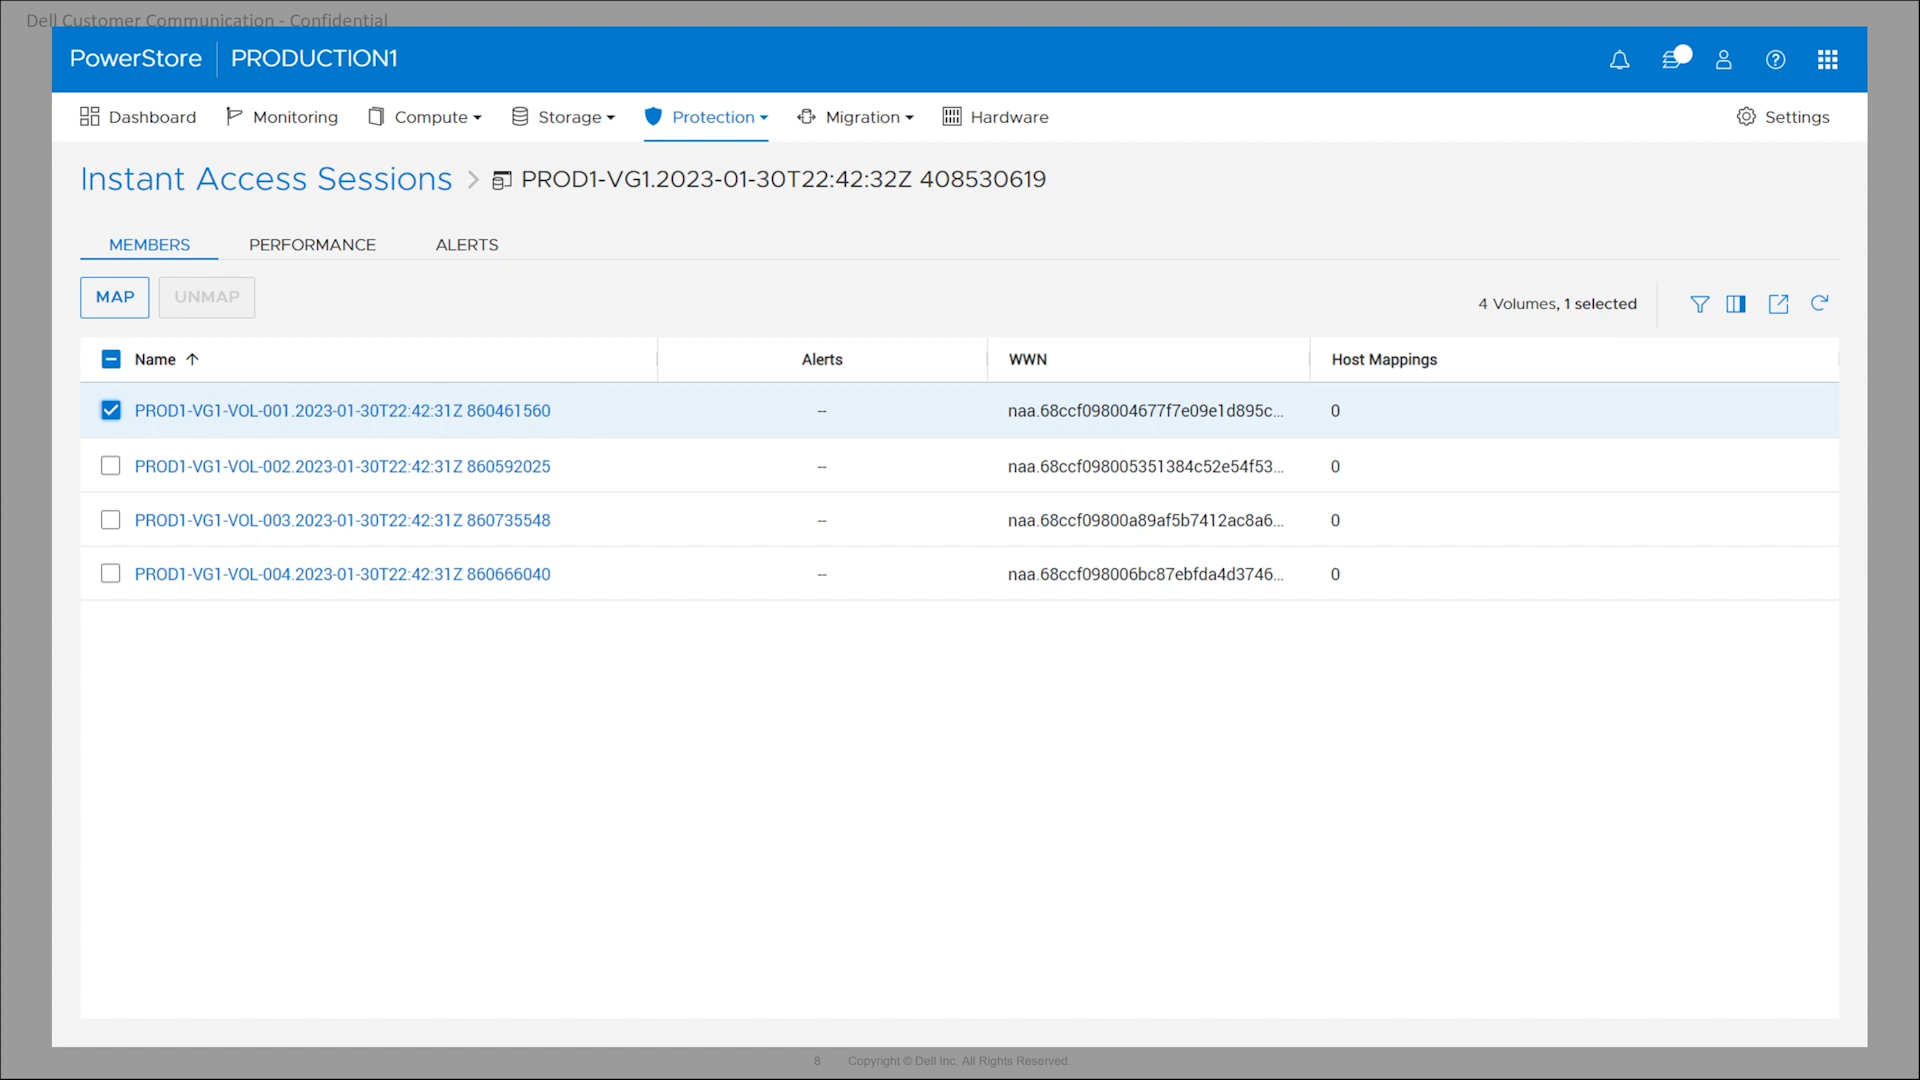 Dell Customer Communication - Confidential
PowerStore PRODUCTION1
Dashboard Monitoring Compute Storage Protection Migration Hardware Settings
Instant Access Sessions > PROD1-VG1.2023-01-30T22:42:32Z 408530619
MEMBERS PERFORMANCE ALERTS
MAP UNMAP
4 Volumes, 1 selected
Name Alerts WWN Host Mappings
PROD1-VG1-VOL-001.2023-01-30T22:42:31Z 860461560 -- naa.68ccf098004677f7e09e1d895c... 0
PROD1-VG1-VOL-002.2023-01-30T22:42:31Z 860592025 -- naa.68ccf098005351384c52e54f53... 0
PROD1-VG1-VOL-003.2023-01-30T22:42:31Z 860735548 -- naa.68ccf09800a89af5b7412ac8a6... 0
PROD1-VG1-VOL-004.2023-01-30T22:42:31Z 860666040 -- naa.68ccf098006bc87ebfda4d3746... 0
8 Copyright © Dell Inc. All Rights Reserved.